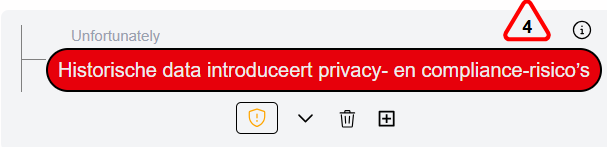 4
Unfortunately
Historische data introduceert privacy- en compliance-risico’s